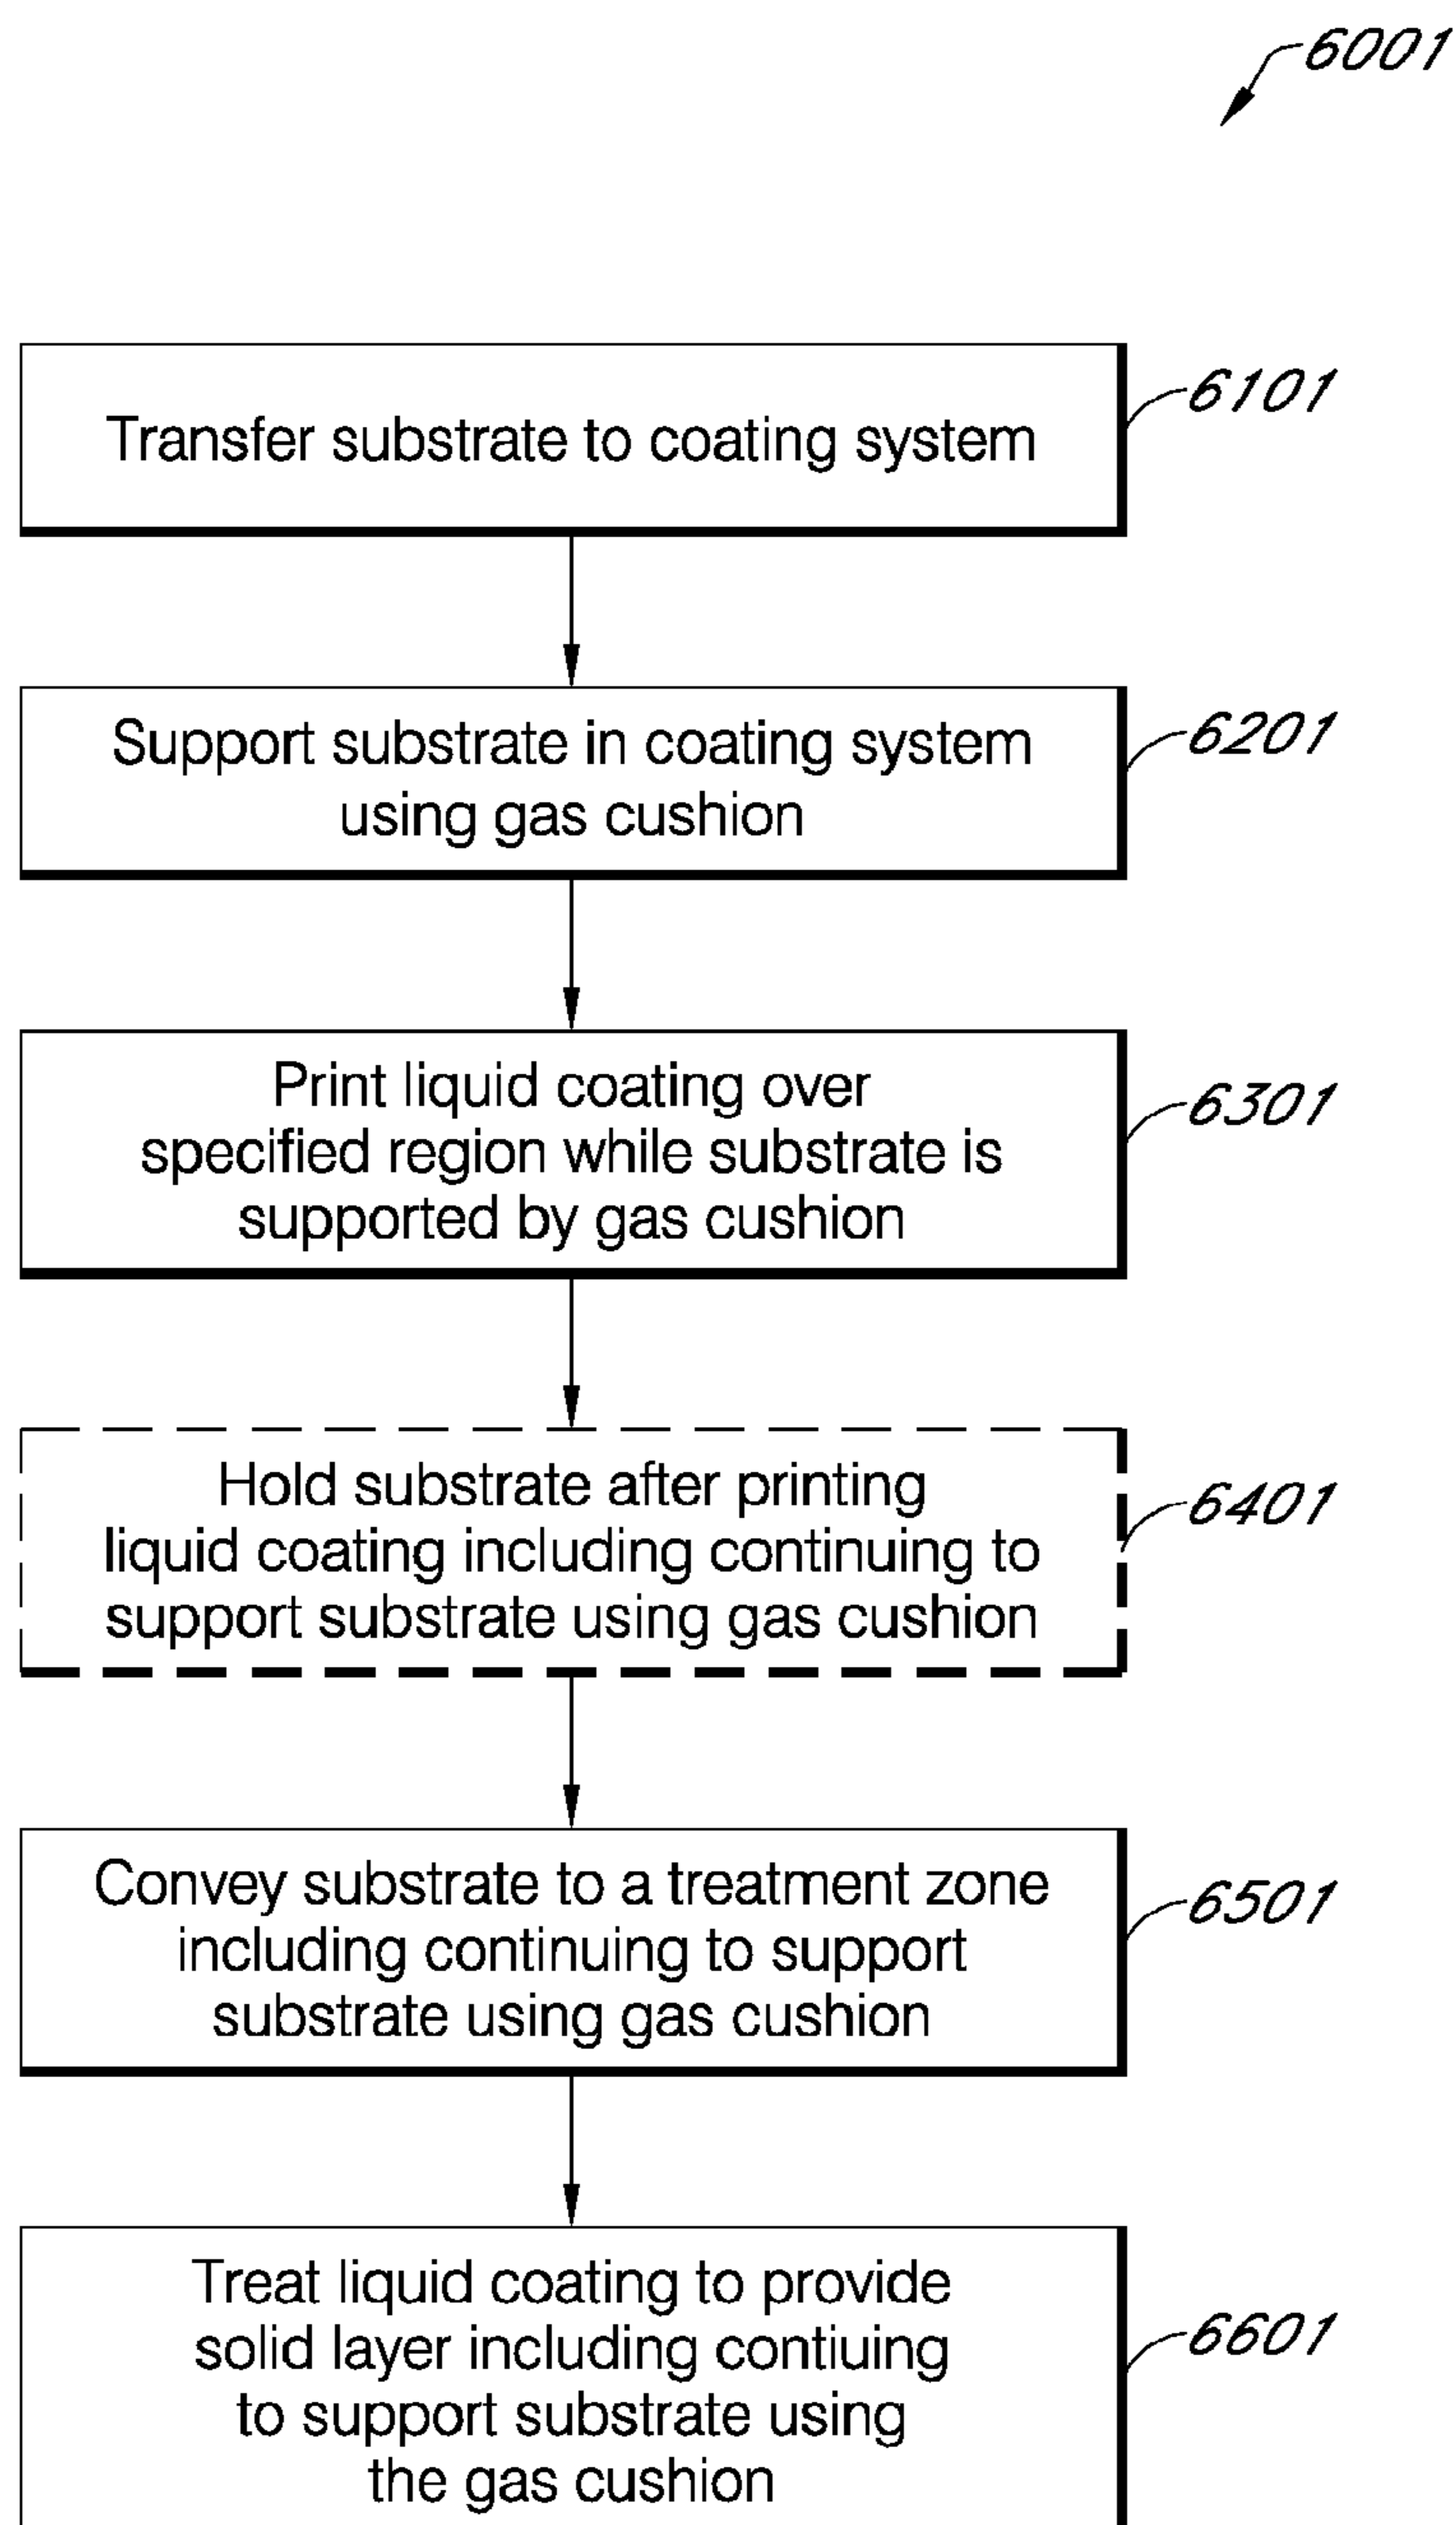 6001
Transfer substrate to coating system
6101
Support substrate in coating system
using gas cushion
6201
Print liquid coating over
specified region while substrate is
supported by gas cushion
6301
Hold substrate after printing
liquid coating including continuing to
support substrate using gas cushion
6401
Convey substrate to a treatment zone
including continuing to support
substrate using gas cushion
6501
Treat liquid coating to provide
solid layer including contiuing
to support substrate using
the gas cushion
6601